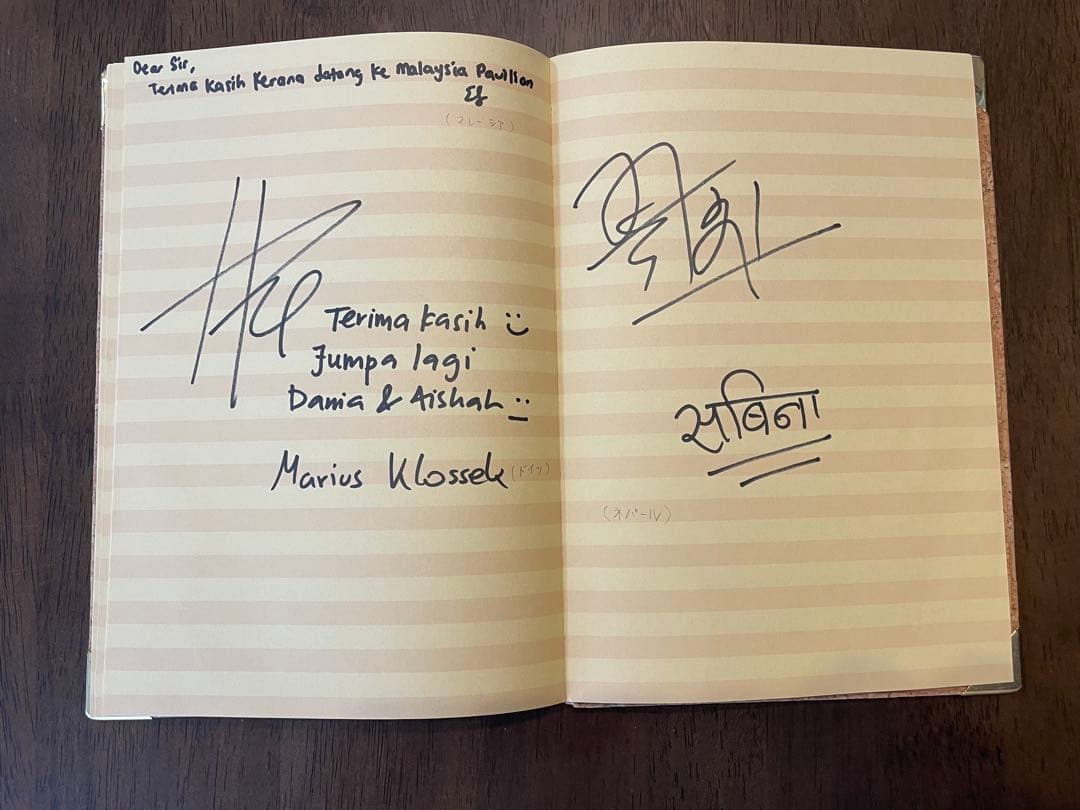 Dear Sir,
Terima Kasih Kerana datang ke Malaysia Pavilion
(マレーシア)
Terima kasih
Jumpa lagi
Dania & Aishah
Marius Klossek (ドイツ)
सबिना
(ネパール)